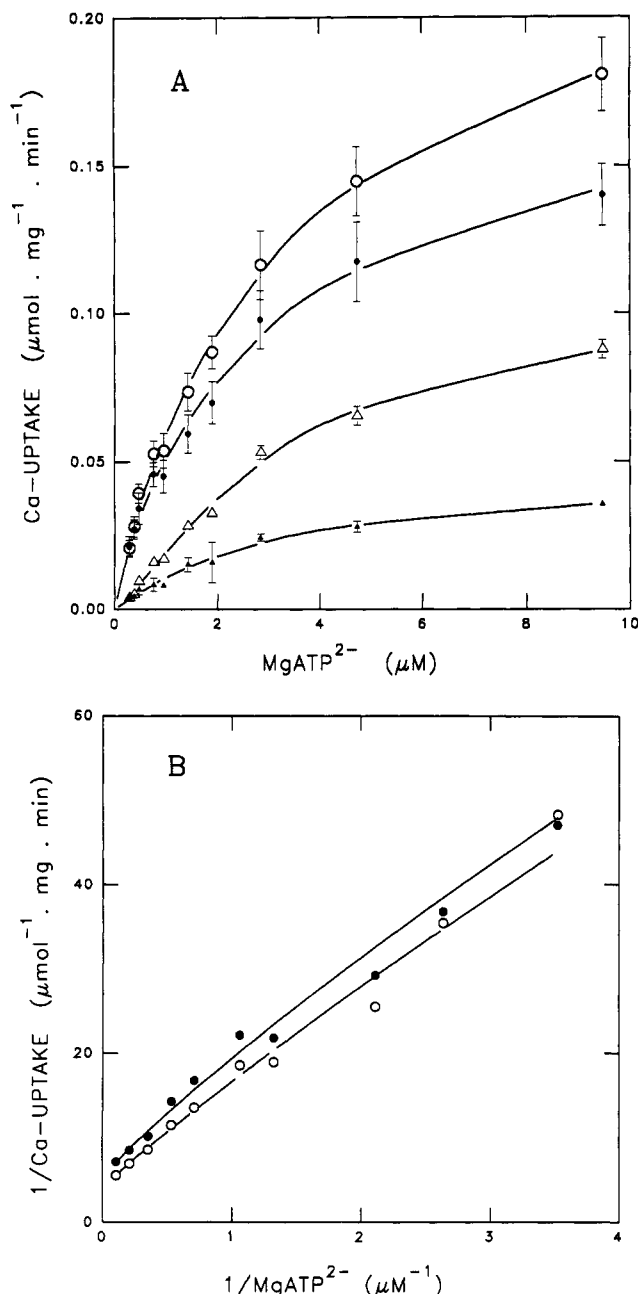 A
0.20
0.15
0.10
0.05
0.00
Ca-UPTAKE (μmol . mg⁻¹ . min⁻¹)
0 2 4 6 8 10
MgATP²⁻ (μM)
B
60
40
20
0
1/Ca-UPTAKE (μmol⁻¹ . mg . min)
0 1 2 3 4
1/MgATP²⁻ (μM⁻¹)